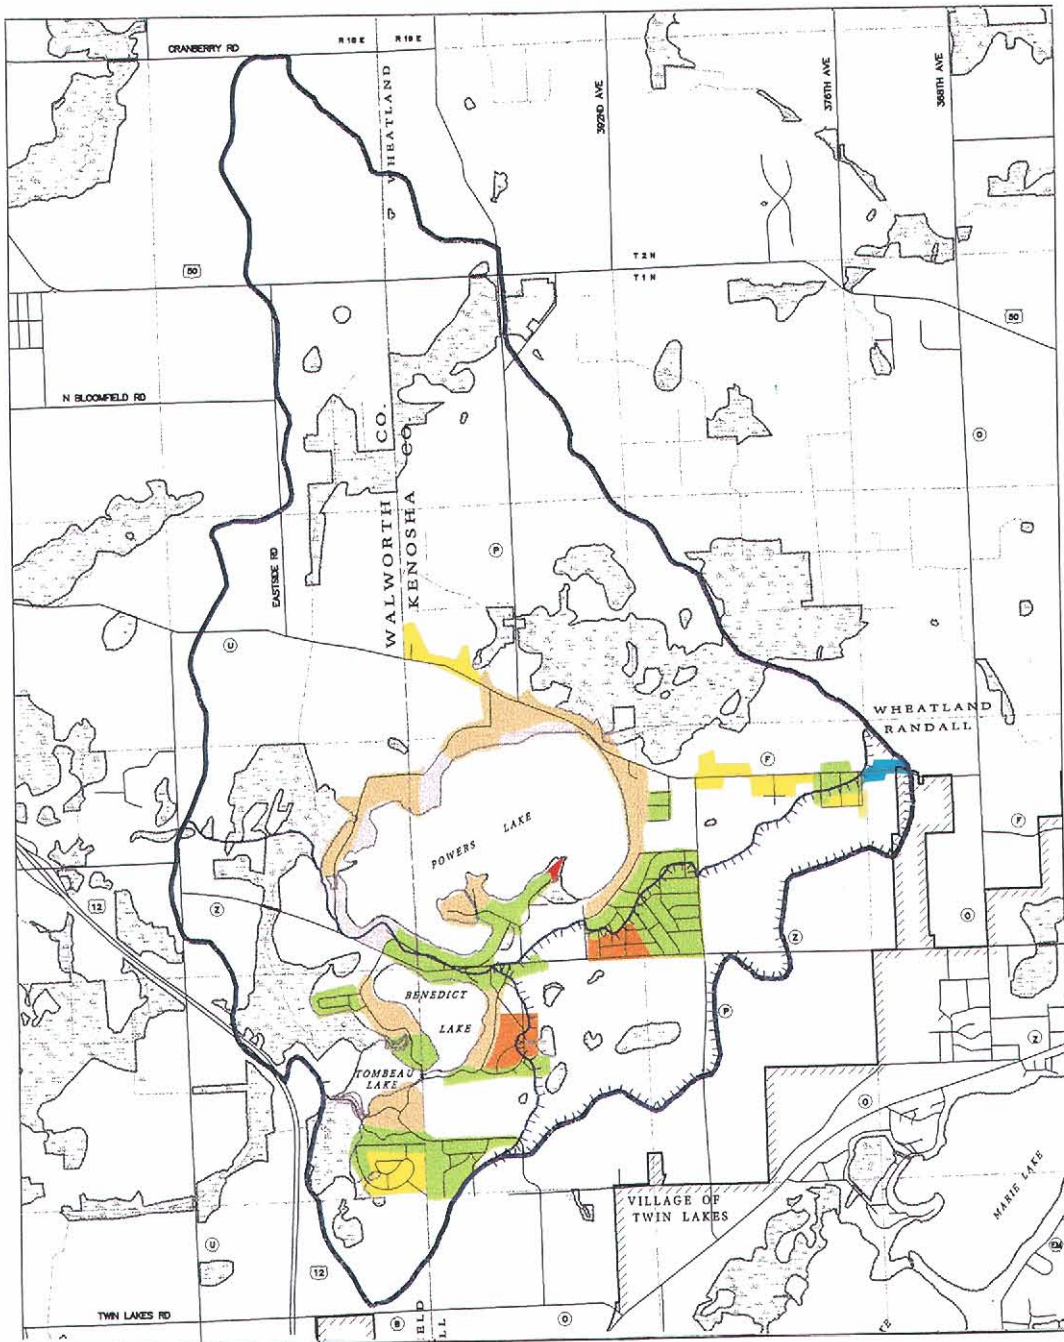 CRANBERRY RD
R 18 E
R 19 E
WHEATLAND
392ND AVE
376TH AVE
368TH AVE
50
T 2 N
T 1 N
50
N BLOOMFIELD RD
WALWORTH CO.
KENOSHA CO.
O
EASTSIDE RD
P
U
WHEATLAND
RANDALL
F
POWERS LAKE
F
12
Z
O
Z
BENEDICT
LAKE
P
Z
TOMBEAU
LAKE
O
VILLAGE OF
TWIN LAKES
MARIE LAKE
U
12
EM
TWIN LAKES RD
B
O